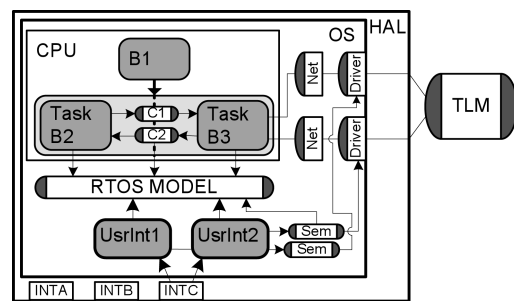 HAL
OS
CPU
B1
Net
Driver
TLM
Task
B2
C1
C2
Task
B3
Net
Driver
RTOS MODEL
UsrInt1
UsrInt2
Sem
Sem
INTA
INTB
INTC